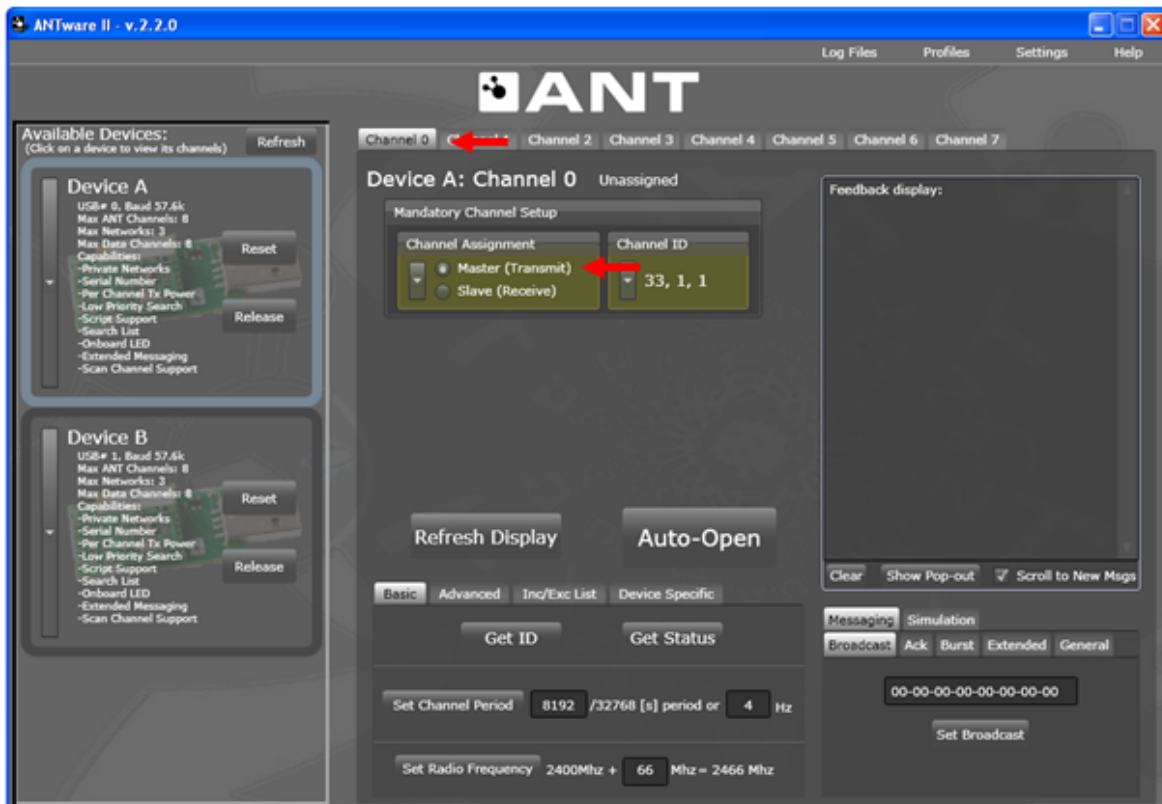 ANTware II - v.2.2.0
Log Files Profiles Settings Help
ANT
Available Devices:
(Click on a device to view its channels)
Refresh
Device A
USB# 0, Baud 57.6k
Max ANT Channels: 8
Max Networks: 3
Max Data Channels: 8
Capabilities:
-Private Networks
-Serial Number
-Per Channel Tx Power
-Low Priority Search
-Script Support
-Search List
-Onboard LED
-Extended Messaging
-Scan Channel Support
Reset
Release
Device B
USB# 1, Baud 57.6k
Max ANT Channels: 8
Max Networks: 3
Max Data Channels: 8
Capabilities:
-Private Networks
-Serial Number
-Per Channel Tx Power
-Low Priority Search
-Script Support
-Search List
-Onboard LED
-Extended Messaging
-Scan Channel Support
Reset
Release
Channel 0 Channel 2 Channel 3 Channel 4 Channel 5 Channel 6 Channel 7
Device A: Channel 0 Unassigned
Mandatory Channel Setup
Channel Assignment
Master (Transmit)
Slave (Receive)
Channel ID
33, 1, 1
Refresh Display Auto-Open
Basic Advanced Inc/Exc List Device Specific
Get ID Get Status
Set Channel Period 8192 /32768 [s] period or 4 Hz
Set Radio Frequency 2400Mhz + 66 Mhz= 2466 Mhz
Feedback display:
Clear Show Pop-out Scroll to New Msgs
Messaging Simulation
Broadcast Ack Burst Extended General
00-00-00-00-00-00-00-00
Set Broadcast